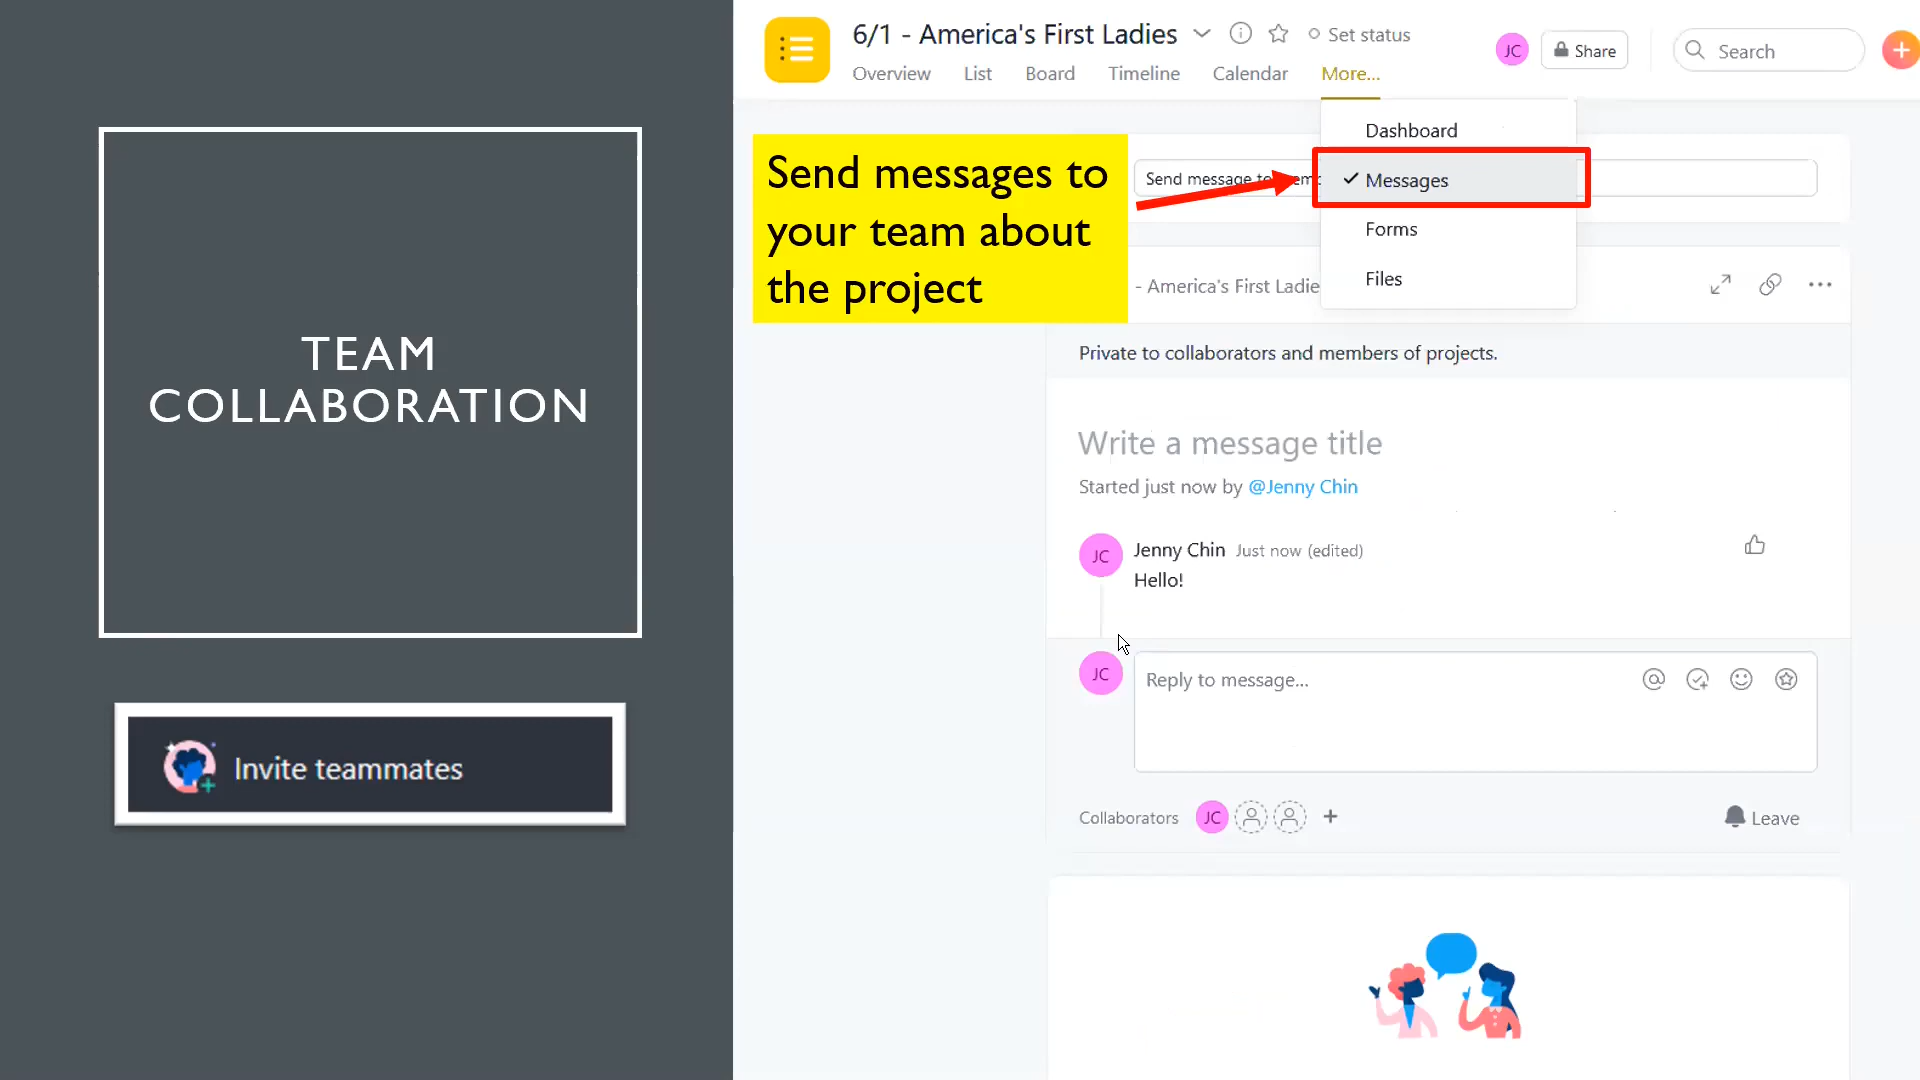 TEAM
COLLABORATION
Invite teammates
6/1 - America's First Ladies
Set status
JC
Share
Search
Overview
List
Board
Timeline
Calendar
More...
Dashboard
Messages
Forms
Files
Send messages to
your team about
the project
Send message to
- America's First Ladie
Private to collaborators and members of projects.
Write a message title
Started just now by @Jenny Chin
JC
Jenny Chin Just now (edited)
Hello!
JC
Reply to message...
Collaborators
JC
Leave